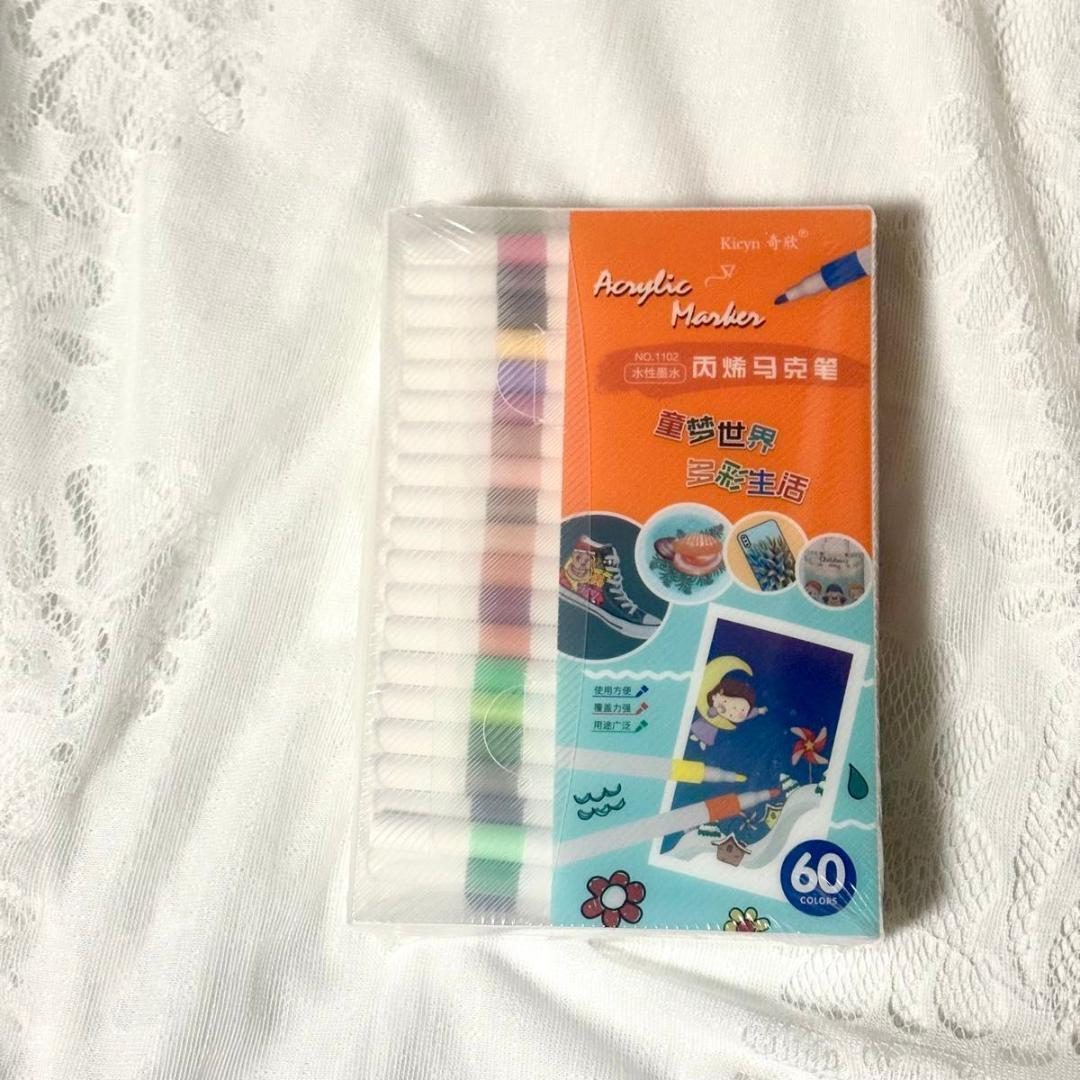 Kicyn 奇欣®
Acrylic
Marker
NO.1102
水性墨水
丙烯马克笔
童梦世界
多彩生活
使用方便
覆盖力强
用途广泛
60
COLORS